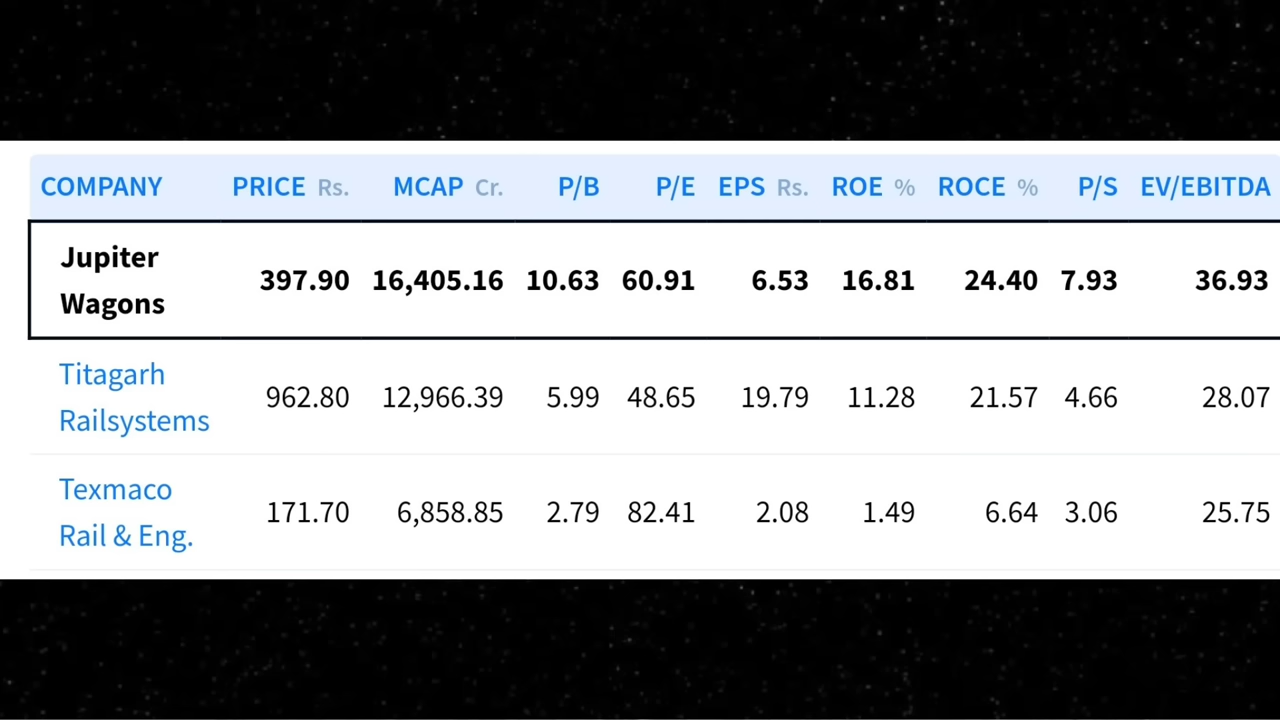 COMPANY PRICE Rs. MCAP Cr. P/B P/E EPS Rs. ROE % ROCE % P/S EV/EBITDA
Jupiter
Wagons
397.90 16,405.16 10.63 60.91 6.53 16.81 24.40 7.93 36.93
Titagarh
Railsystems
962.80 12,966.39 5.99 48.65 19.79 11.28 21.57 4.66 28.07
Texmaco
Rail & Eng.
171.70 6,858.85 2.79 82.41 2.08 1.49 6.64 3.06 25.75